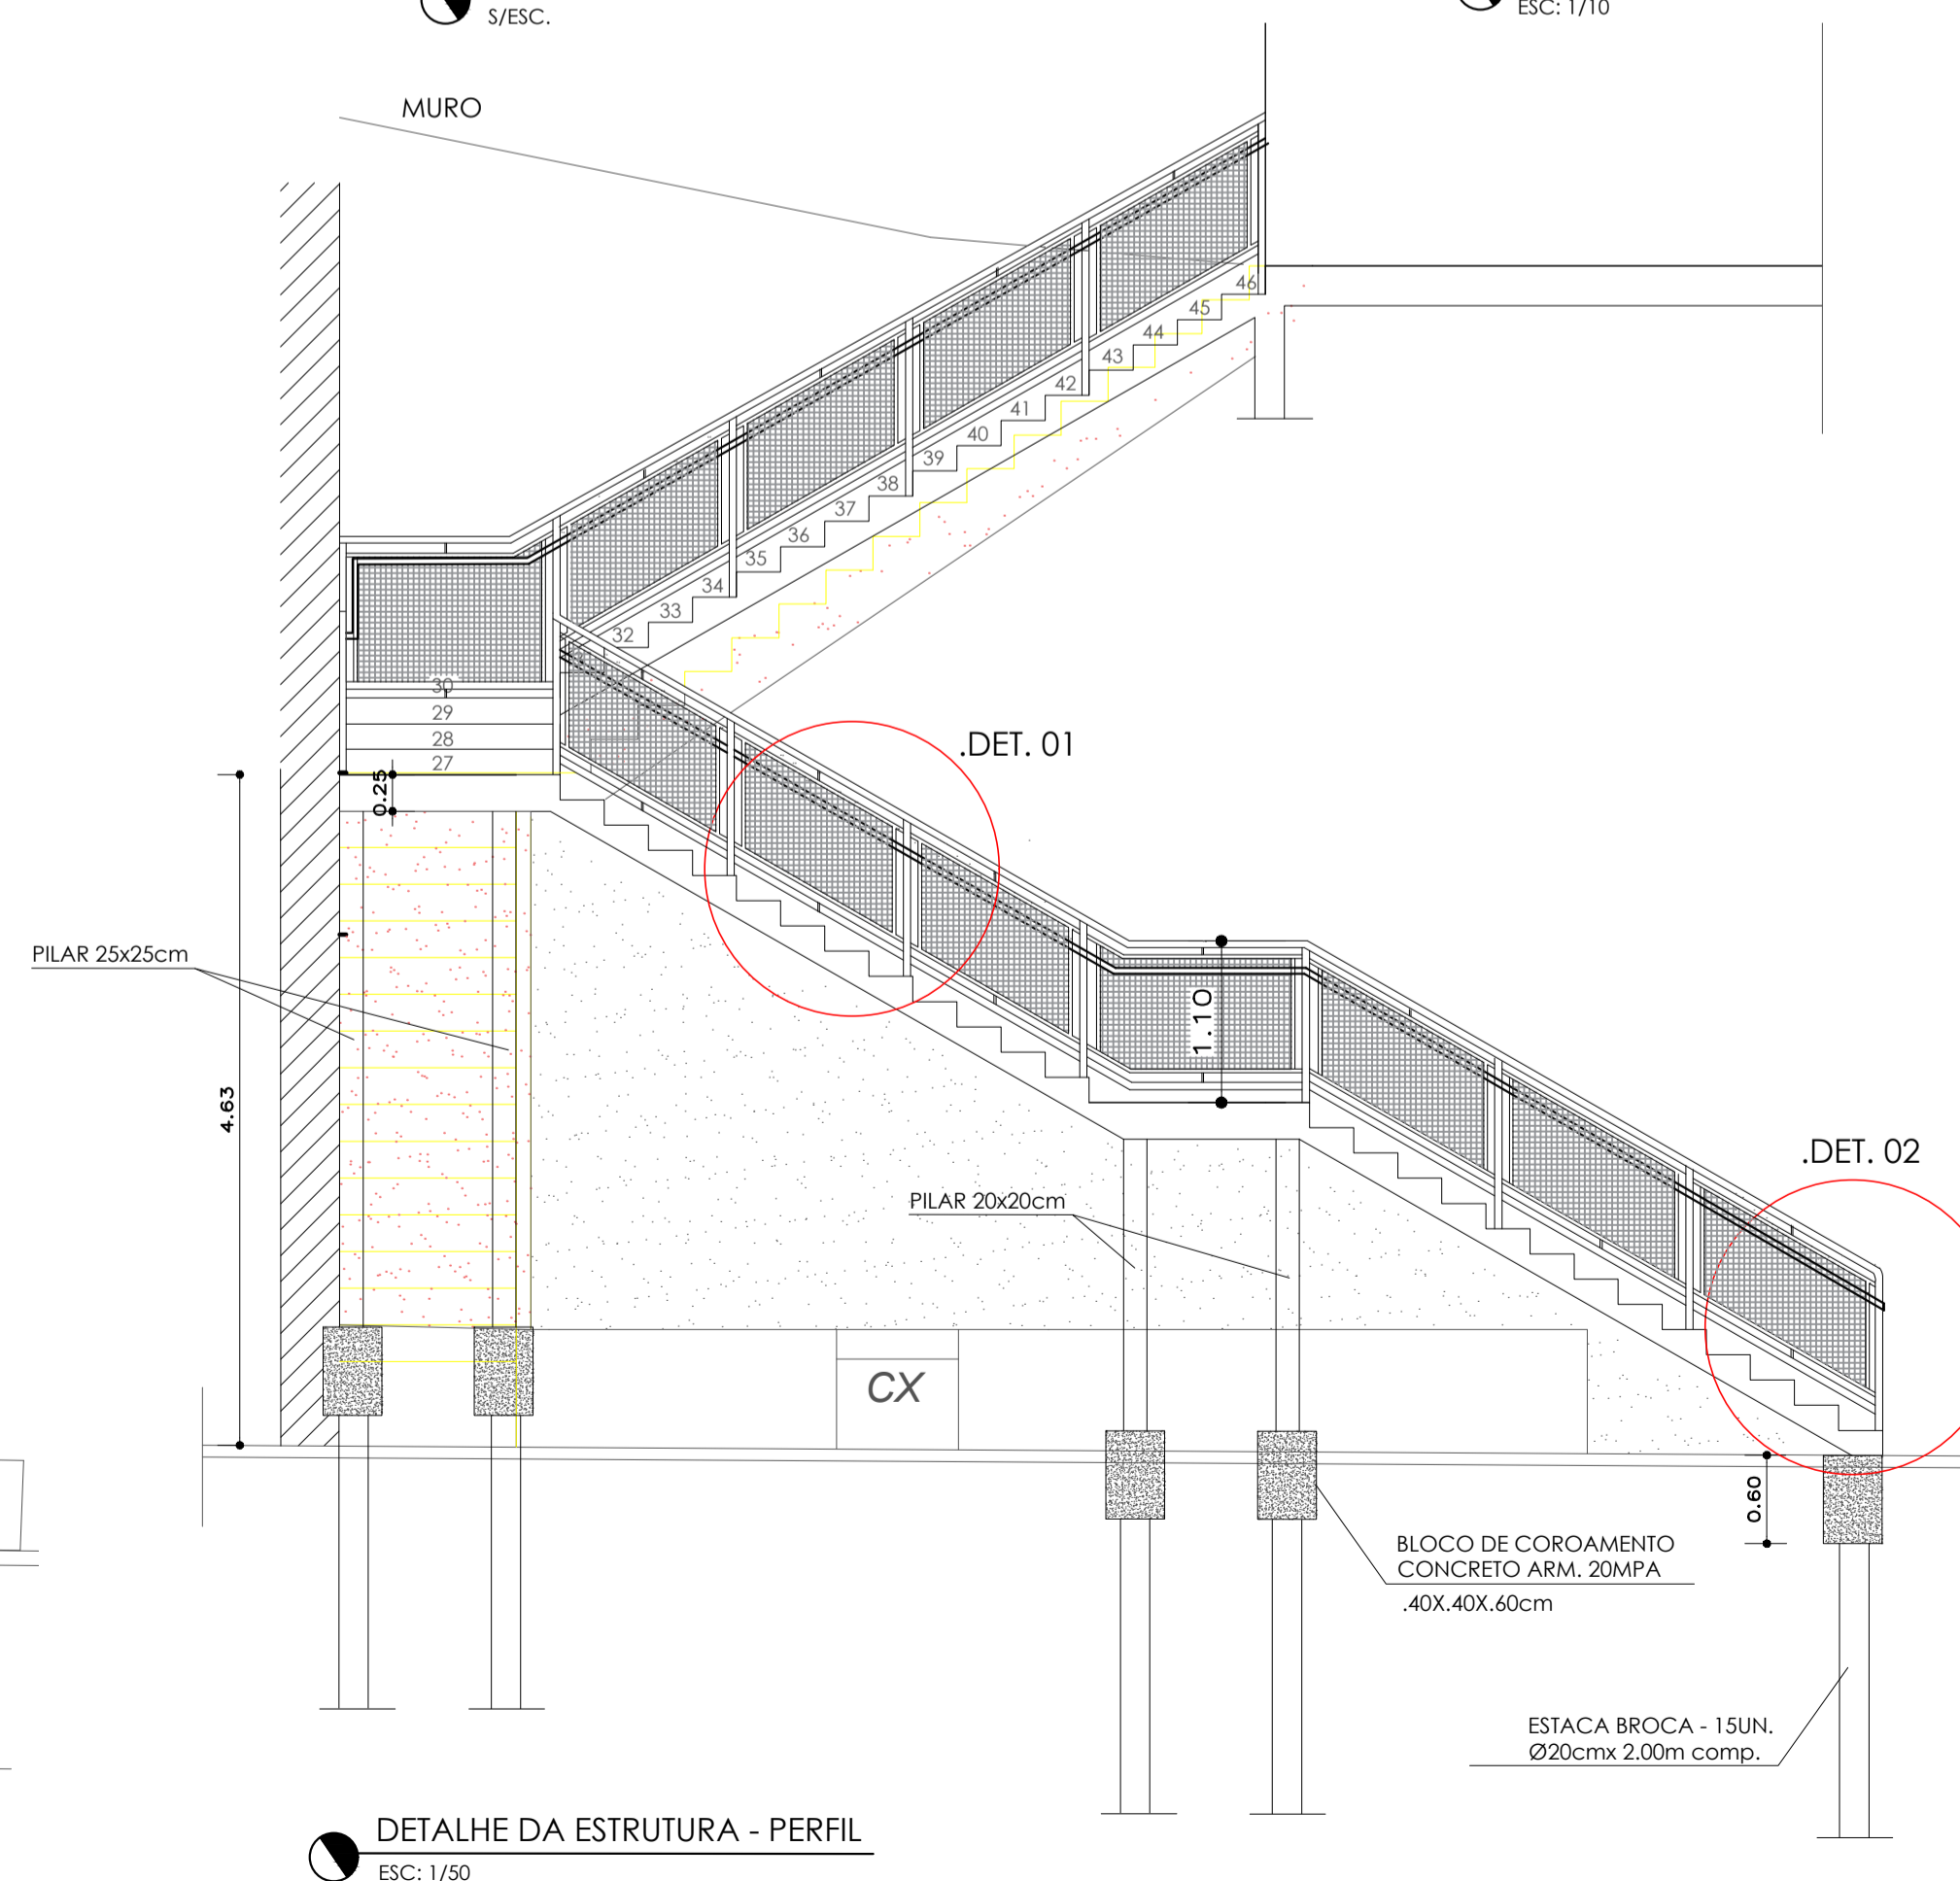 S/ESC.
ESC: 1/10
MURO
46
45
44
43
42
41
40
39
38
37
36
35
34
33
32
30
29
28
27
0.25
.DET. 01
PILAR 25x25cm
1.10
4.63
.DET. 02
PILAR 20x20cm
CX
0.60
BLOCO DE COROAMENTO
CONCRETO ARM. 20MPA
.40X.40X.60cm
ESTACA BROCA - 15UN.
Ø20cmx 2.00m comp.
DETALHE DA ESTRUTURA - PERFIL
ESC: 1/50